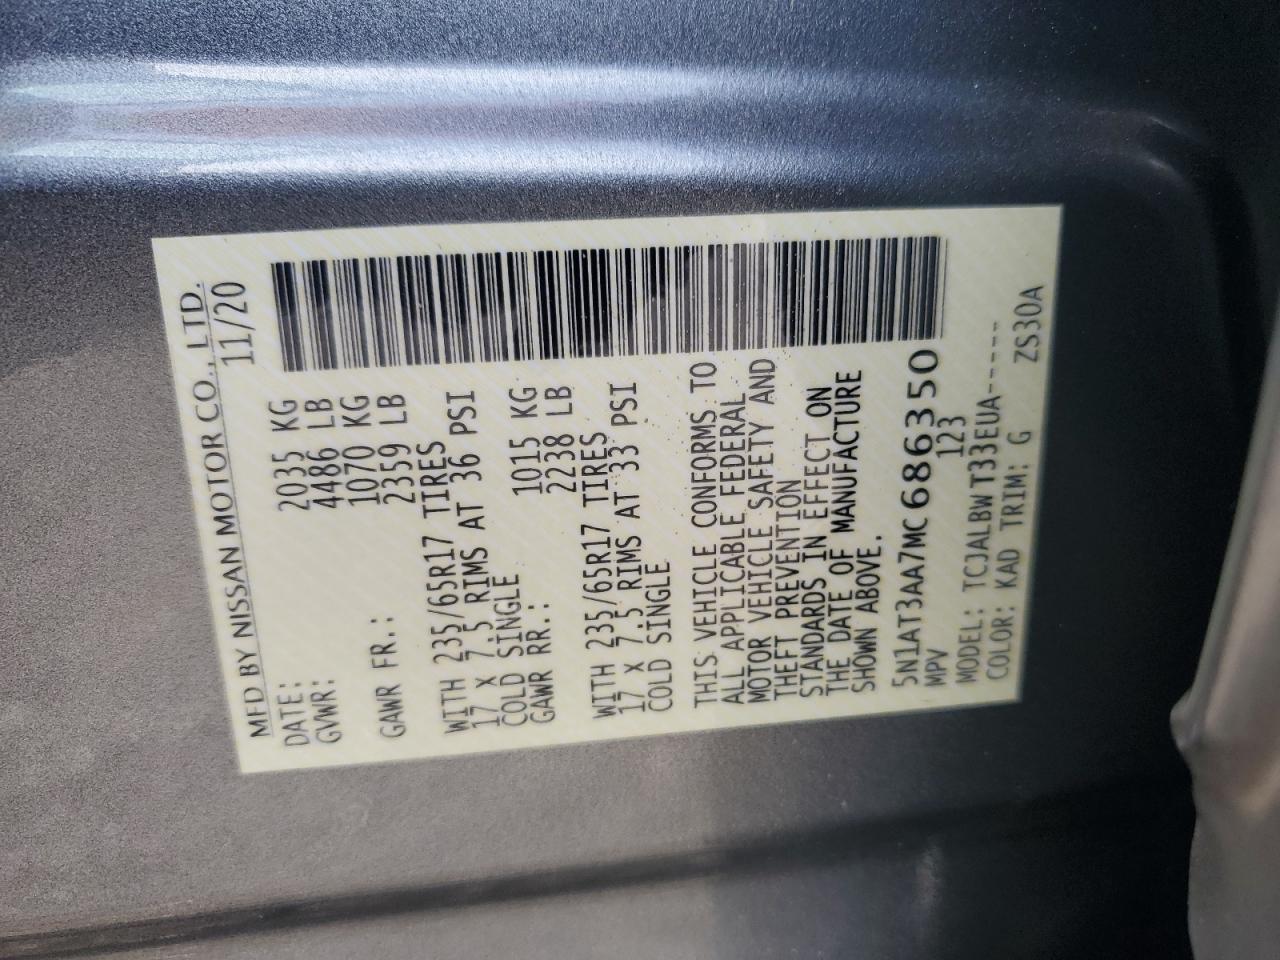 MFD BY NISSAN MOTOR CO., LTD.
DATE: 11/20
GVWR: 2035 KG
4486 LB
GAWR FR.: 1070 KG
2359 LB
WITH 235/65R17 TIRES
17 X 7.5 RIMS AT 36 PSI
COLD SINGLE
GAWR RR.: 1015 KG
2238 LB
WITH 235/65R17 TIRES
17 X 7.5 RIMS AT 33 PSI
COLD SINGLE
THIS VEHICLE CONFORMS TO
ALL APPLICABLE FEDERAL
MOTOR VEHICLE SAFETY AND
THEFT PREVENTION
STANDARDS IN EFFECT ON
THE DATE OF MANUFACTURE
SHOWN ABOVE.
5N1AT3AA7MC686350
MPV 123
MODEL: TCJALBWT33EUA-----
COLOR: KAD TRIM: G ZS30A